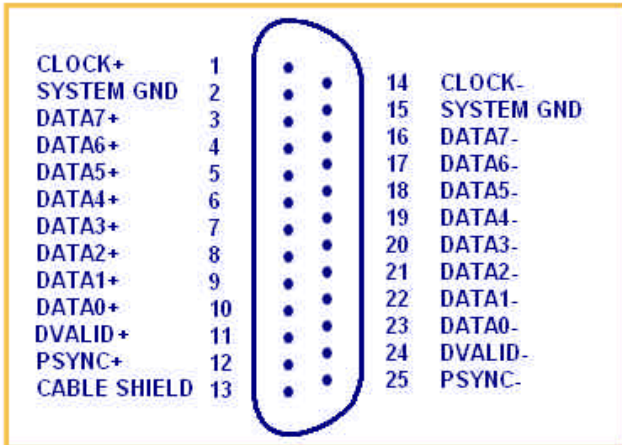 CLOCK+ 1
SYSTEM GND 2
DATA7+ 3
DATA6+ 4
DATA5+ 5
DATA4+ 6
DATA3+ 7
DATA2+ 8
DATA1+ 9
DATA0+ 10
DVALID+ 11
PSYNC+ 12
CABLE SHIELD 13
14 CLOCK-
15 SYSTEM GND
16 DATA7-
17 DATA6-
18 DATA5-
19 DATA4-
20 DATA3-
21 DATA2-
22 DATA1-
23 DATA0-
24 DVALID-
25 PSYNC-